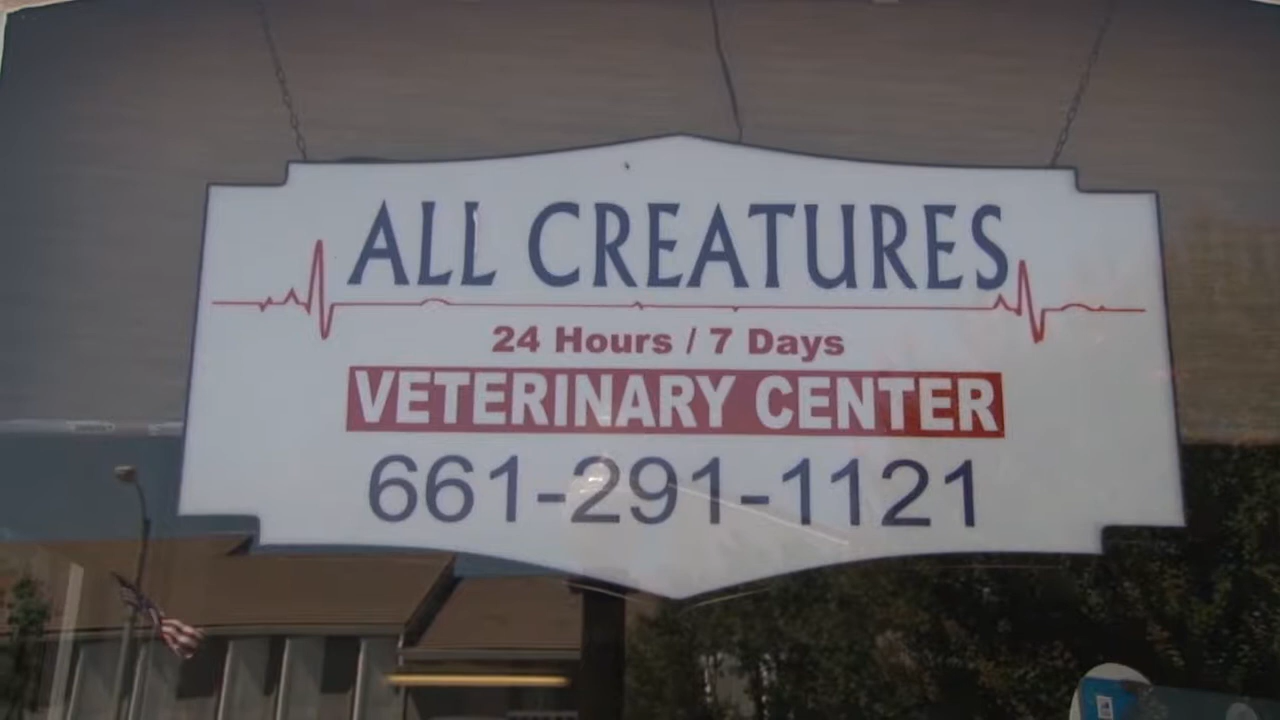 ALL CREATURES
24 Hours / 7 Days
VETERINARY CENTER
661-291-1121